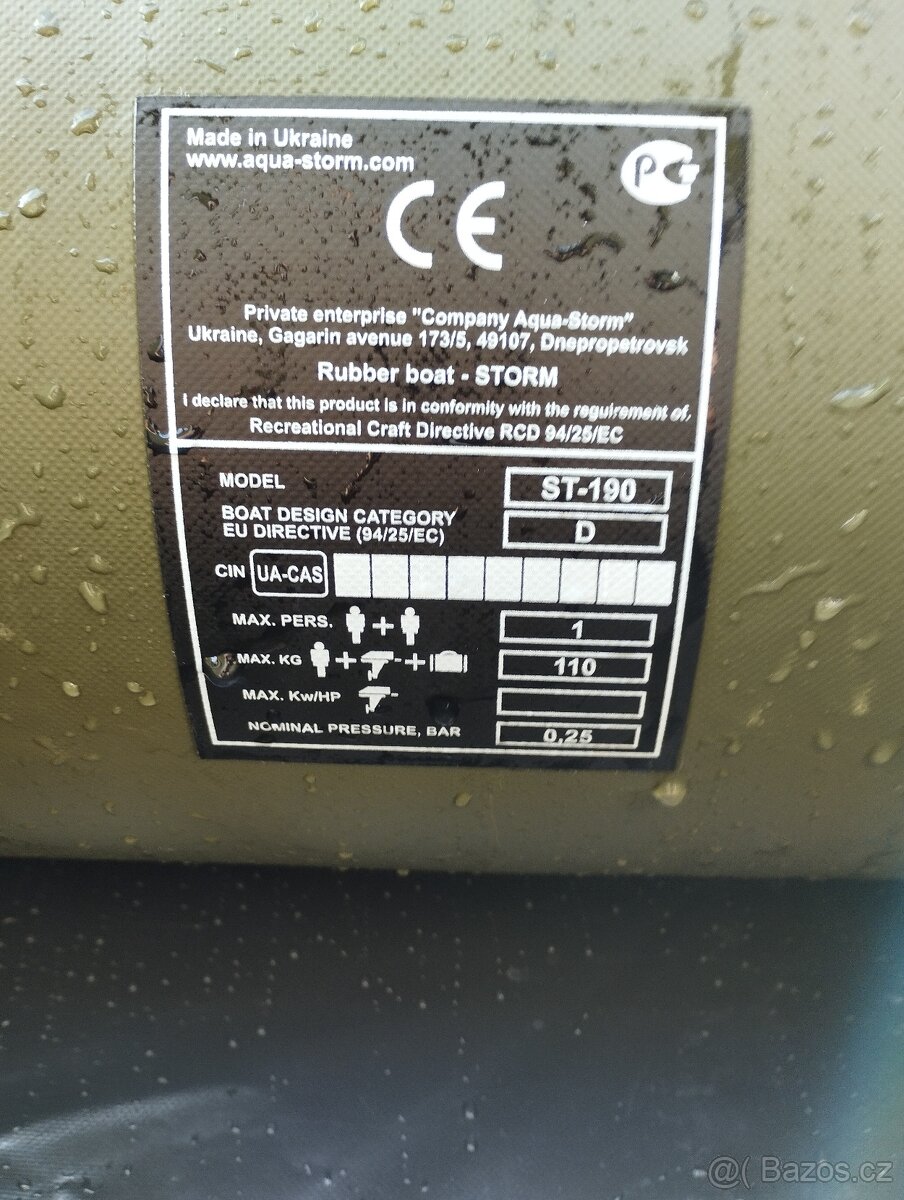 Made in Ukraine
www.aqua-storm.com
PG
CE
Private enterprise "Company Aqua-Storm"
Ukraine, Gagarin avenue 173/5, 49107, Dnepropetrovsk
Rubber boat - STORM
I declare that this product is in conformity with the reguirement of,
Recreational Craft Directive RCD 94/25/EC
MODEL ST-190
BOAT DESIGN CATEGORY
EU DIRECTIVE (94/25/EC) D
CIN UA-CAS
MAX. PERS. + 1
MAX. KG + + 110
MAX. Kw/HP
NOMINAL PRESSURE, BAR 0,25
@( Bazos.cz